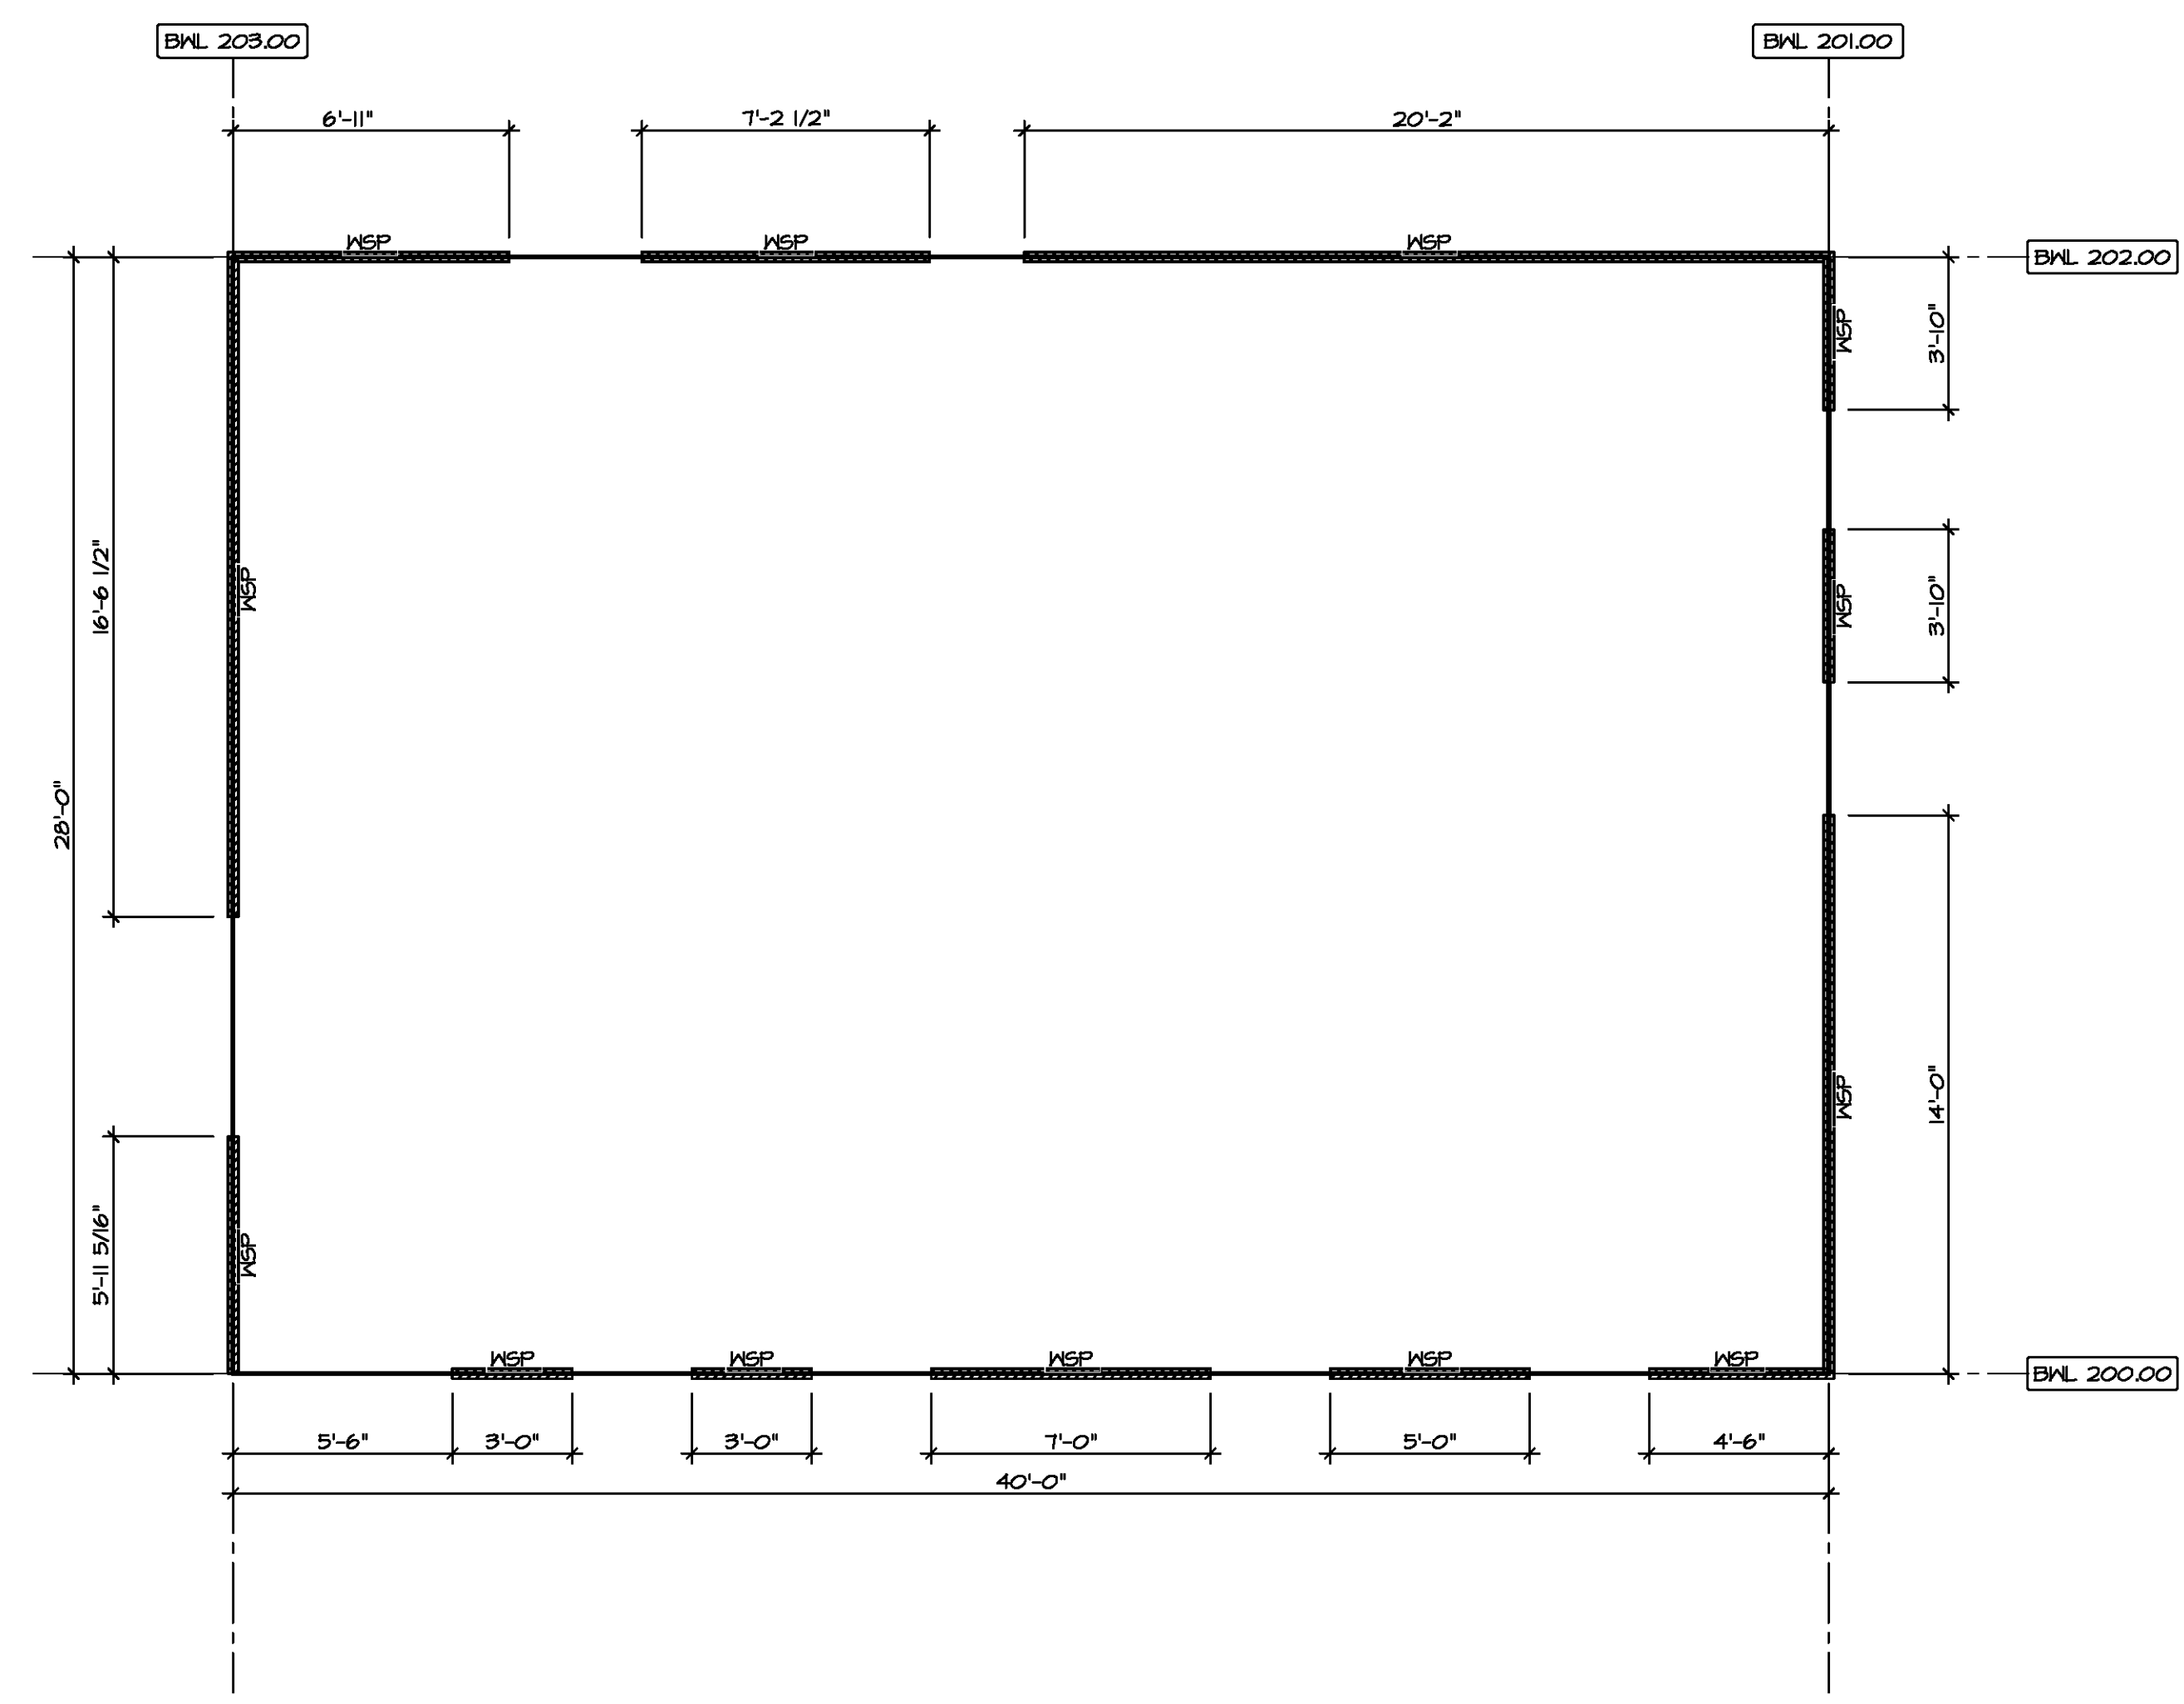 BWL 203.00
BWL 201.00
6'-11"
7'-2 1/2"
20'-2"
WSP
WSP
WSP
BWL 202.00
WSP
3'-10"
16'-6 1/2"
WSP
WSP
3'-10"
28'-0"
WSP
14'-0"
5'-11 5/16"
WSP
WSP
WSP
WSP
WSP
WSP
BWL 200.00
5'-6"
3'-0"
3'-0"
7'-0"
5'-0"
4'-6"
40'-0"